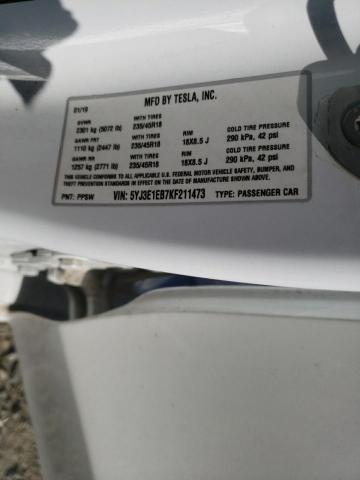 01/19 MFD BY TESLA, INC.
GVWR WITH TIRES
2301 kg (5072 lb) 235/45R18
GAWR FRT WITH TIRES RIM COLD TIRE PRESSURE
1110 kg (2447 lb) 235/45R18 18X8.5 J 290 kPa, 42 psi
GAWR RR WITH TIRES RIM COLD TIRE PRESSURE
1257 kg (2771 lb) 235/45R18 18X8.5 J 290 kPa, 42 psi
THIS VEHICLE CONFORMS TO ALL APPLICABLE U.S. FEDERAL MOTOR VEHICLE SAFETY, BUMPER, AND
THEFT PREVENTION STANDARDS IN EFFECT ON THE DATE OF MANUFACTURE SHOWN ABOVE.
PNT: PPSW VIN: 5YJ3E1EB7KF211473 TYPE: PASSENGER CAR